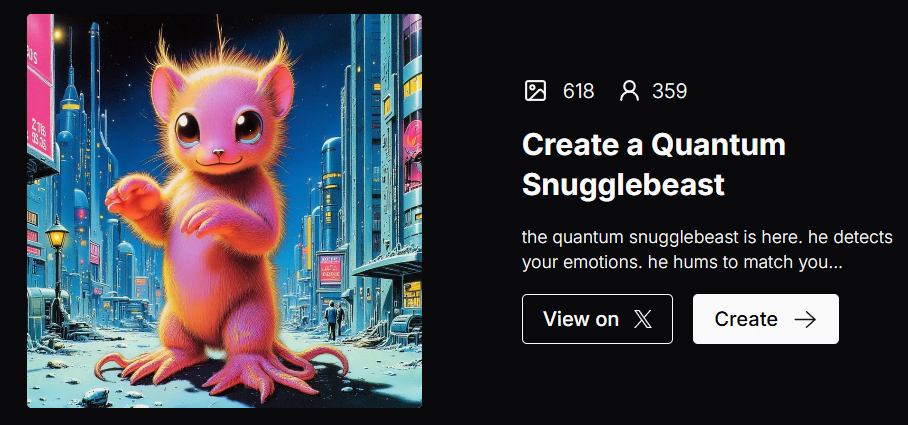 618 359
Create a Quantum
Snugglebeast
the quantum snugglebeast is here. he detects
your emotions. he hums to match you...
View on X Create